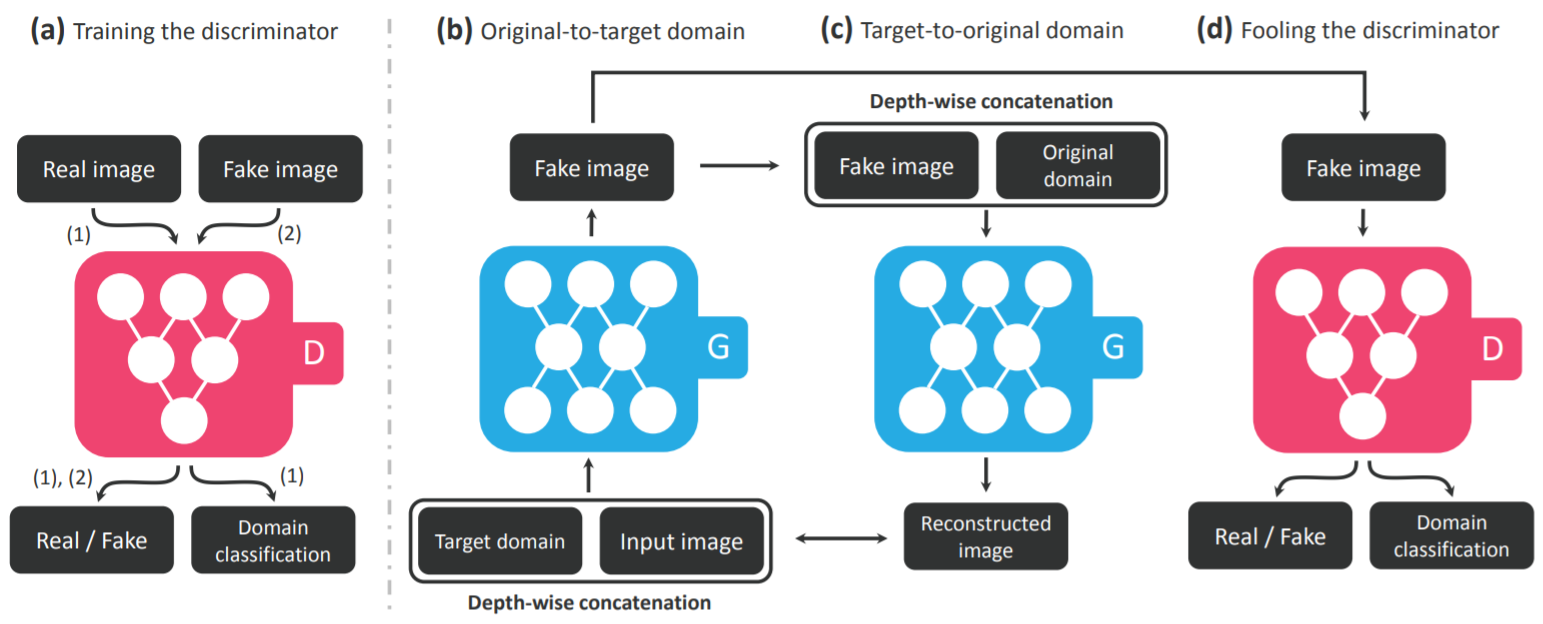 (a) Training the discriminator
Real image
Fake image
(1)
(2)
D
(1), (2)
(1)
Real / Fake
Domain
classification
(b) Original-to-target domain
Fake image
G
Target domain
Input image
Depth-wise concatenation
(c) Target-to-original domain
Depth-wise concatenation
Fake image
Original
domain
G
Reconstructed
image
(d) Fooling the discriminator
Fake image
D
Real / Fake
Domain
classification